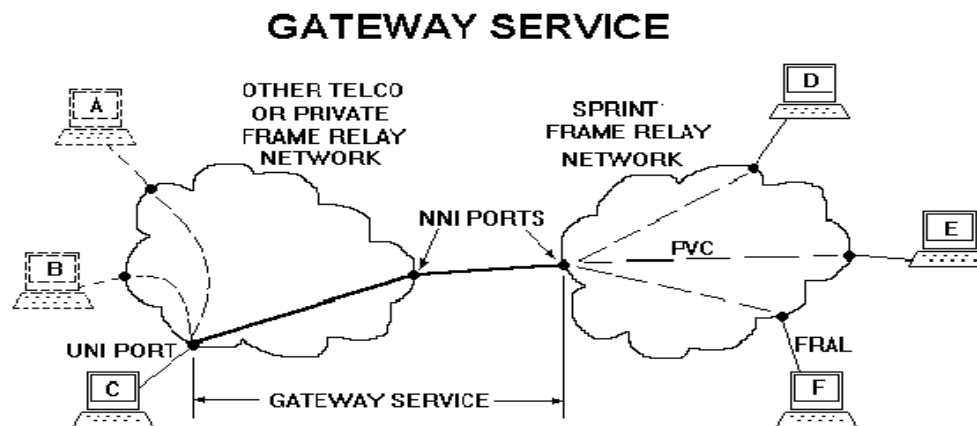 GATEWAY SERVICE
A
OTHER TELCO
OR PRIVATE
FRAME RELAY
NETWORK
SPRINT
FRAME RELAY
NETWORK
D
NNI PORTS
B
PVC
E
UNI PORT
FRAL
C
GATEWAY SERVICE
F